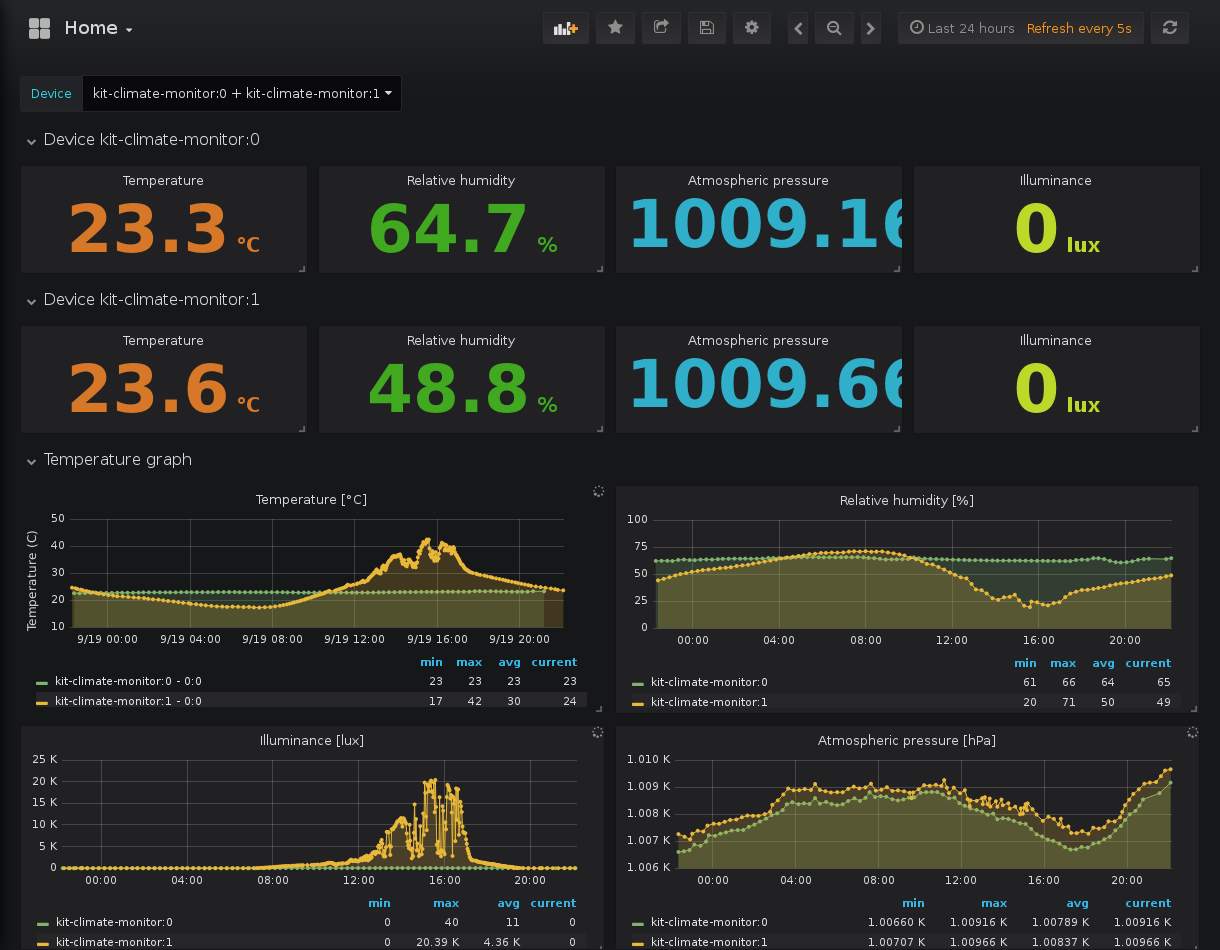 Home
Last 24 hours Refresh every 5s
Device kit-climate-monitor:0 + kit-climate-monitor:1
Device kit-climate-monitor:0
Temperature Relative humidity Atmospheric pressure Illuminance
23.3 °C 64.7 % 1009.16 0 lux
Device kit-climate-monitor:1
Temperature Relative humidity Atmospheric pressure Illuminance
23.6 °C 48.8 % 1009.66 0 lux
Temperature graph
Temperature [°C]
Temperature (C)
50
40
30
20
10
9/19 00:00 9/19 04:00 9/19 08:00 9/19 12:00 9/19 16:00 9/19 20:00
min max avg current
kit-climate-monitor:0 - 0:0 23 23 23 23
kit-climate-monitor:1 - 0:0 17 42 30 24
Relative humidity [%]
100
75
50
25
0
00:00 04:00 08:00 12:00 16:00 20:00
min max avg current
kit-climate-monitor:0 61 66 64 65
kit-climate-monitor:1 20 71 50 49
Illuminance [lux]
25 K
20 K
15 K
10 K
5 K
0
00:00 04:00 08:00 12:00 16:00 20:00
min max avg current
kit-climate-monitor:0 0 40 11 0
kit-climate-monitor:1 0 20.39 K 4.36 K 0
Atmospheric pressure [hPa]
1.010 K
1.009 K
1.008 K
1.007 K
1.006 K
00:00 04:00 08:00 12:00 16:00 20:00
min max avg current
kit-climate-monitor:0 1.00660 K 1.00916 K 1.00789 K 1.00916 K
kit-climate-monitor:1 1.00707 K 1.00966 K 1.00837 K 1.00966 K